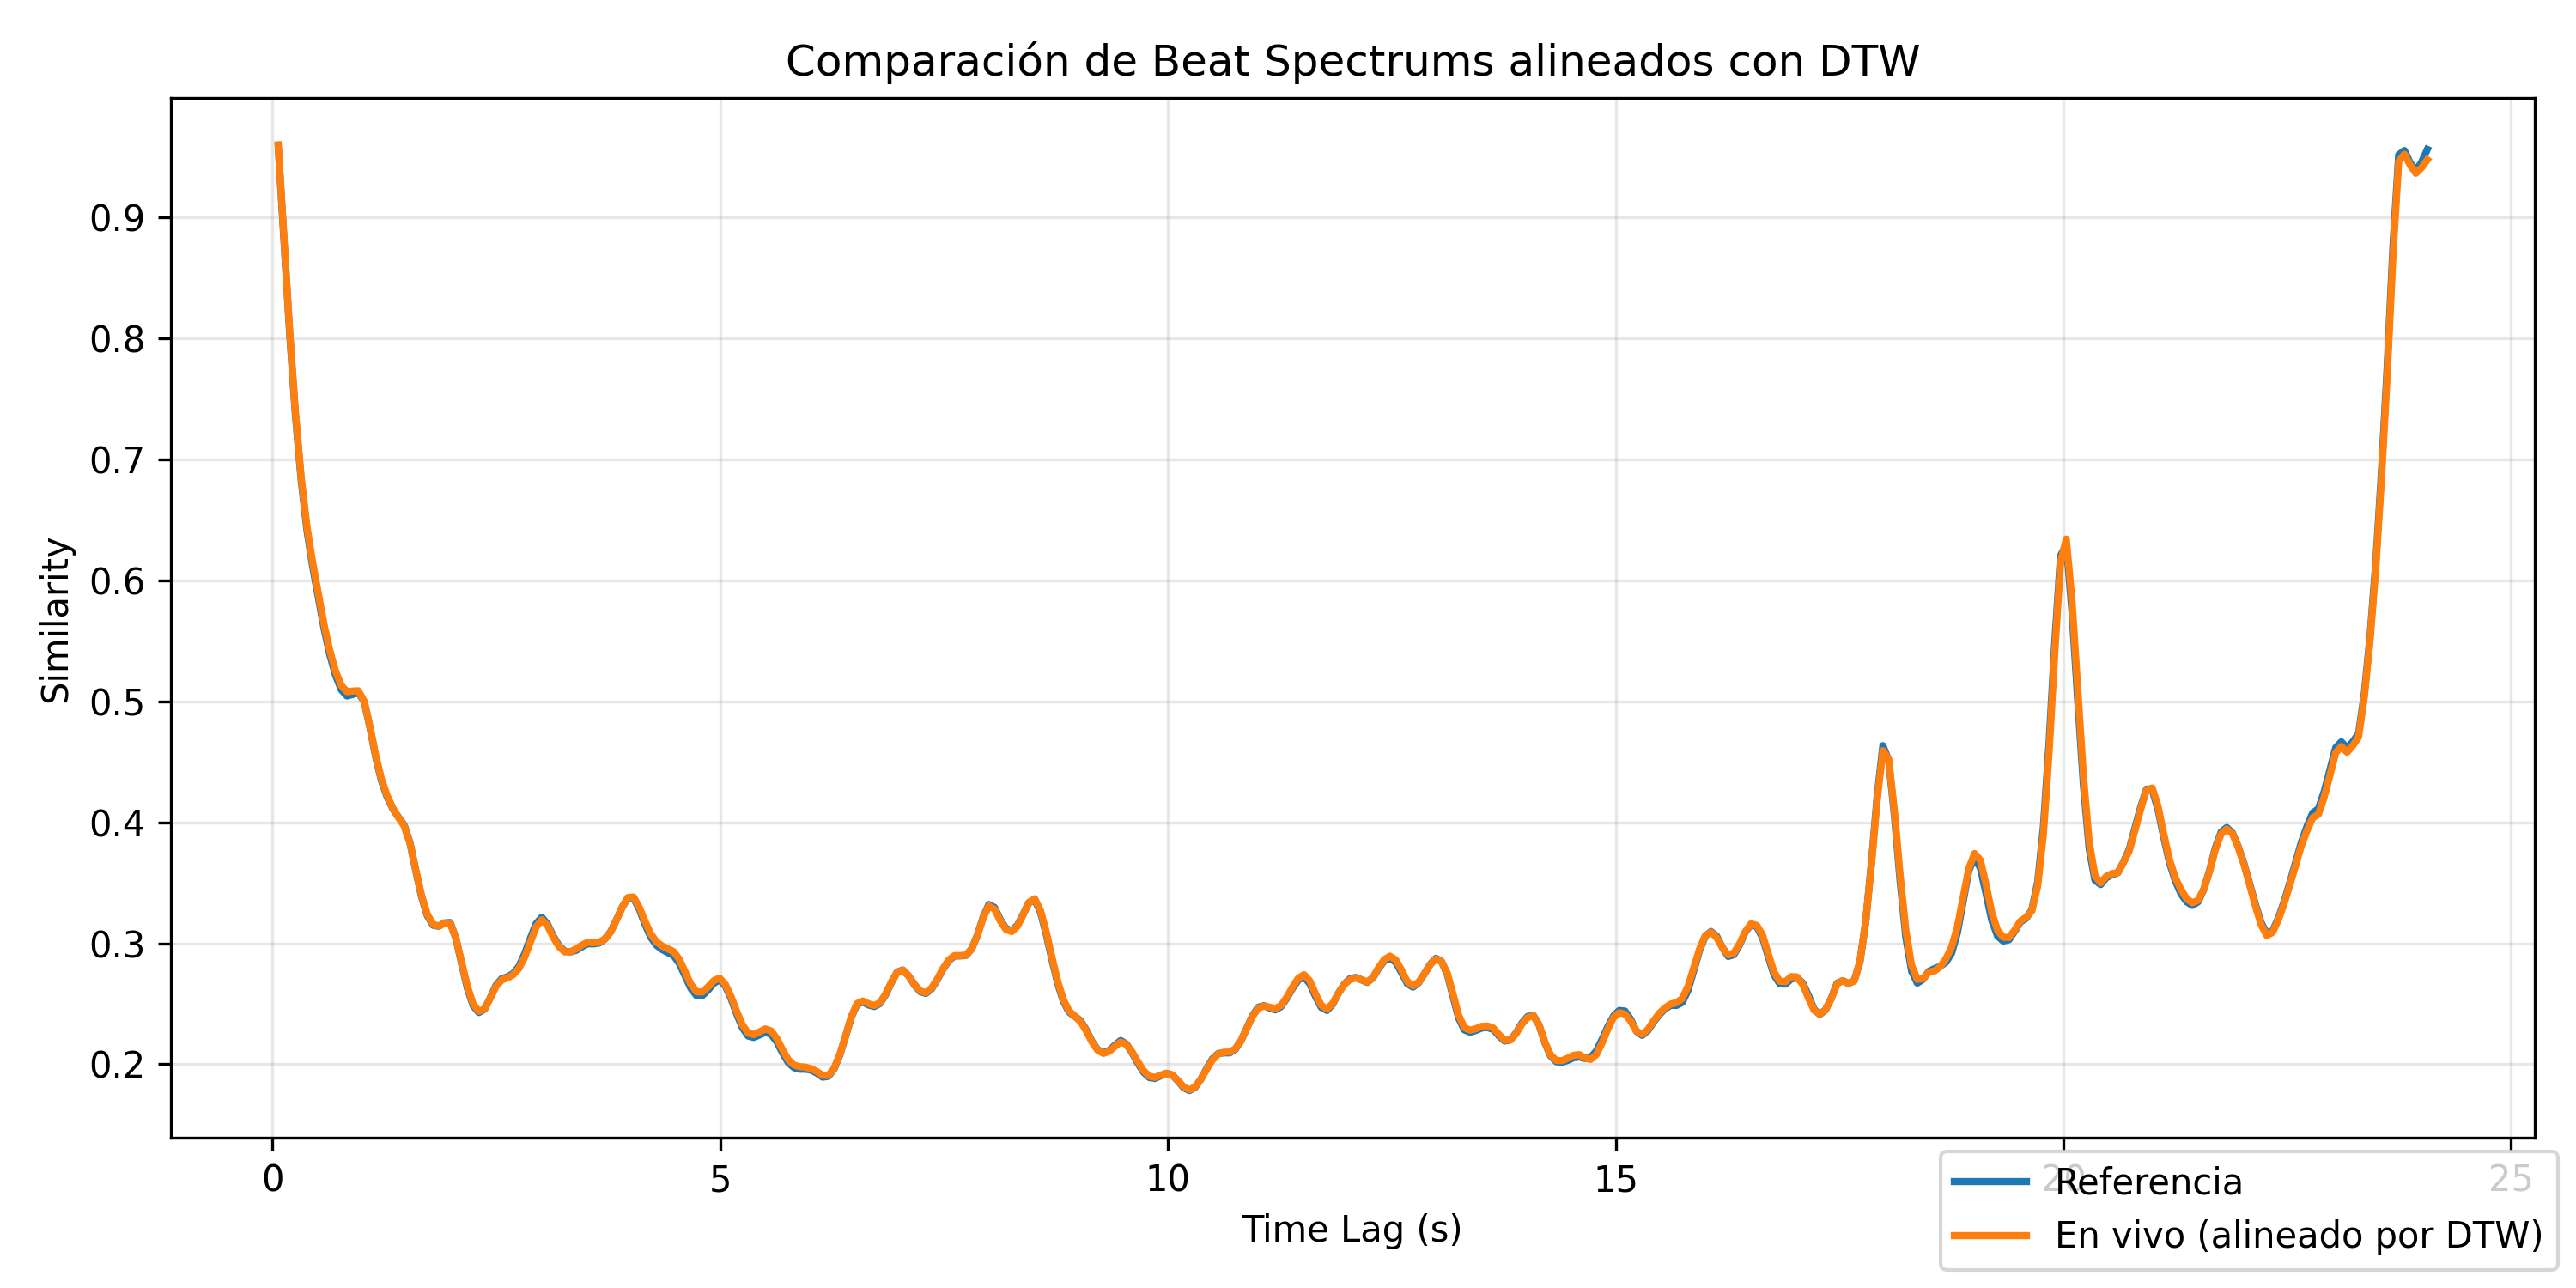 Comparación de Beat Spectrums alineados con DTW
Similarity
0.9
0.8
0.7
0.6
0.5
0.4
0.3
0.2
0
5
10
15
20
25
Time Lag (s)
Referencia
En vivo (alineado por DTW)